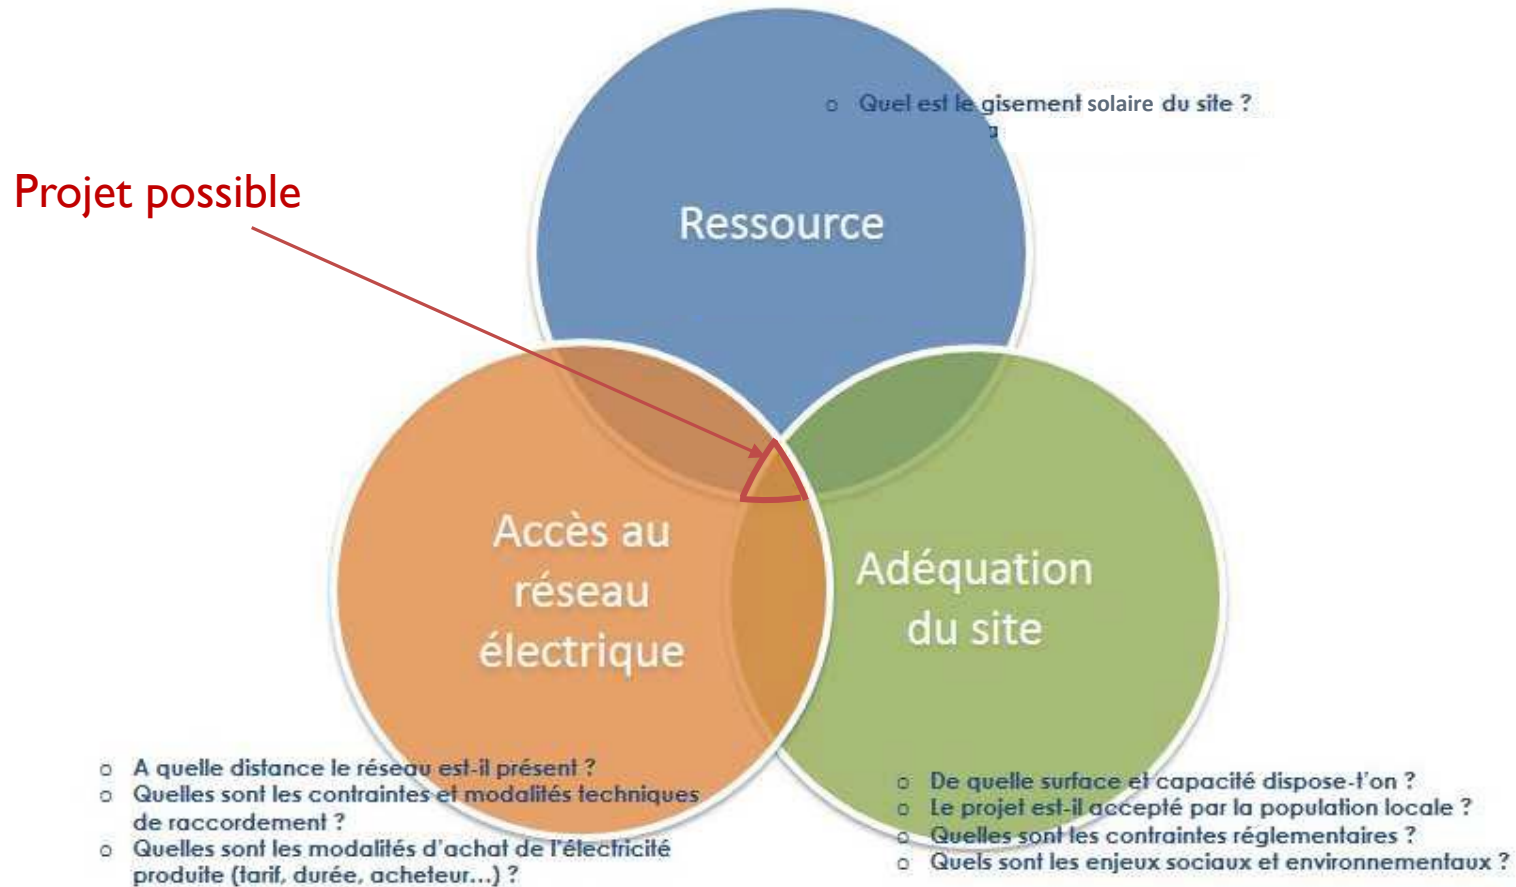 o Quel est le gisement solaire du site ?
a
Projet possible
Ressource
Accès au
réseau
électrique
Adéquation
du site
o A quelle distance le réseau est-il présent ?
o Quelles sont les contraintes et modalités techniques
de raccordement ?
o Quelles sont les modalités d'achat de l'électricité
produite (tarif, durée, acheteur...) ?
o De quelle surface et capacité dispose-t'on ?
o Le projet est-il accepté par la population locale ?
o Quelles sont les contraintes réglementaires ?
o Quels sont les enjeux sociaux et environnementaux ?